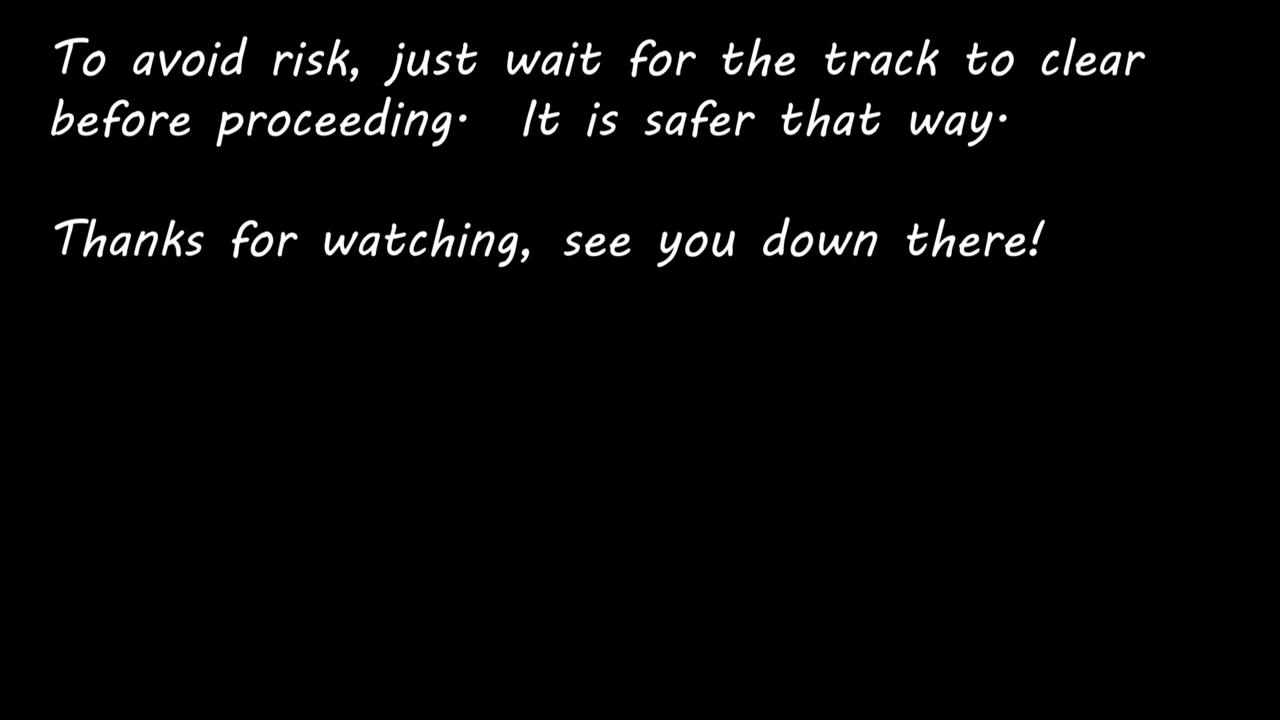 To avoid risk, just wait for the track to clear
before proceeding. It is safer that way.
Thanks for watching, see you down there!